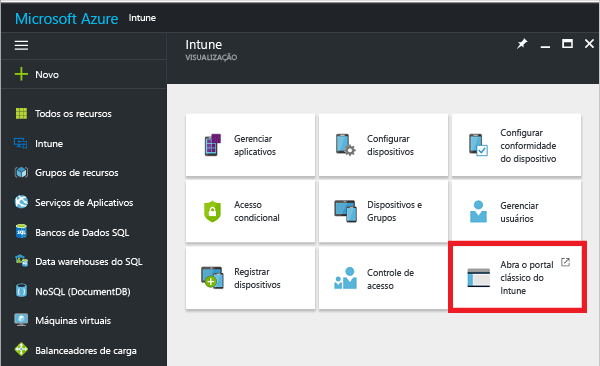 Microsoft Azure Intune
Intune
VISUALIZAÇÃO
Novo
Todos os recursos
Intune
Grupos de recursos
Serviços de Aplicativos
Bancos de Dados SQL
Data warehouses do SQL
NoSQL (DocumentDB)
Máquinas virtuais
Balanceadores de carga
Gerenciar
aplicativos
Configurar
dispositivos
Configurar
conformidade
do dispositivo
Acesso
condicional
Dispositivos e
Grupos
Gerenciar
usuários
Registrar
dispositivos
Controle de
acesso
Abra o portal
clássico do
Intune